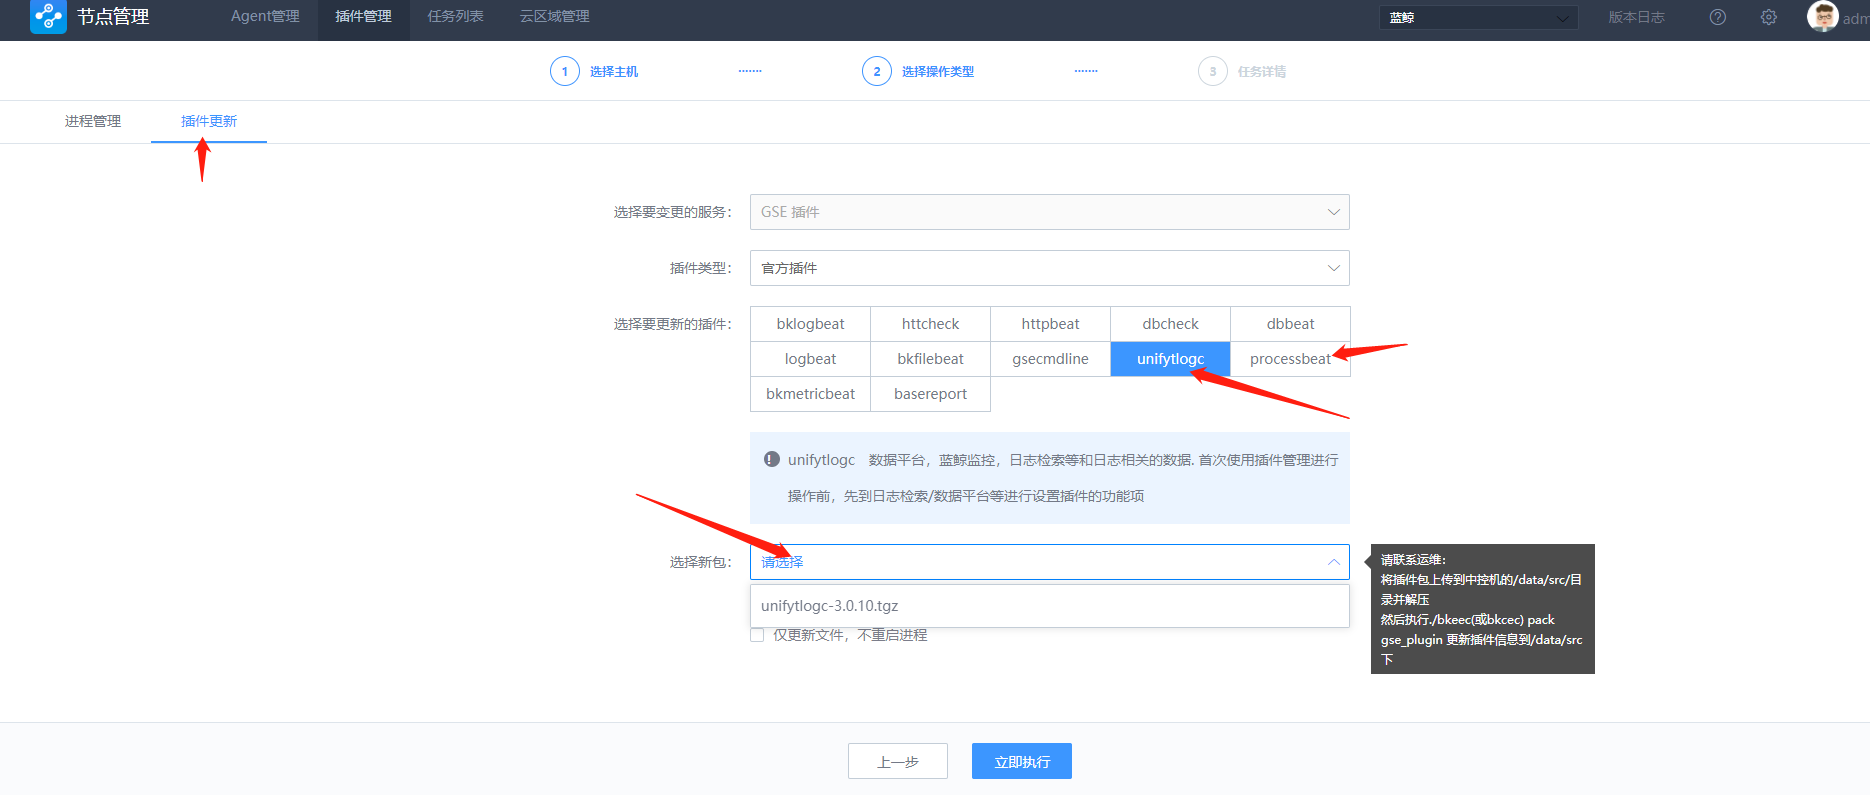 节点管理
Agent管理
插件管理
任务列表
云区域管理
蓝鲸
版本日志
adm
1 选择主机
2 选择操作类型
3 任务详情
进程管理
插件更新
选择要变更的服务：
GSE 插件
插件类型：
官方插件
选择要更新的插件：
bklogbeat
httcheck
httpbeat
dbcheck
dbbeat
logbeat
bkfilebeat
gsecmdline
unifytlogc
processbeat
bkmetricbeat
basereport
unifytlogc 数据平台，蓝鲸监控，日志检索等和日志相关的数据. 首次使用插件管理进行
操作前，先到日志检索/数据平台等进行设置插件的功能项
选择新包：
请选择
unifytlogc-3.0.10.tgz
仅更新文件，不重启进程
请联系运维：
将插件包上传到中控机的/data/src/目
录并解压
然后执行./bkeec(或bkcec) pack
gse_plugin 更新插件信息到/data/src
下
上一步
立即执行